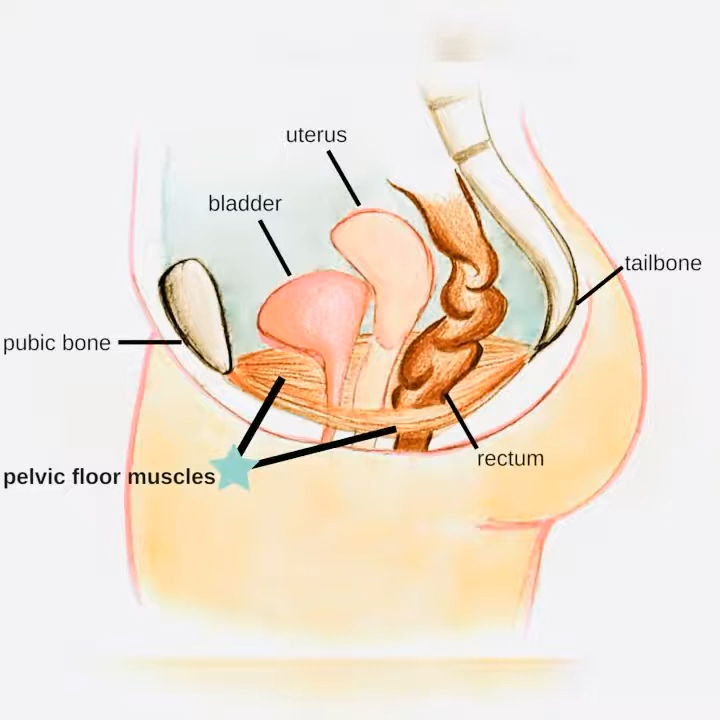 uterus
bladder
tailbone
pubic bone
rectum
pelvic floor muscles